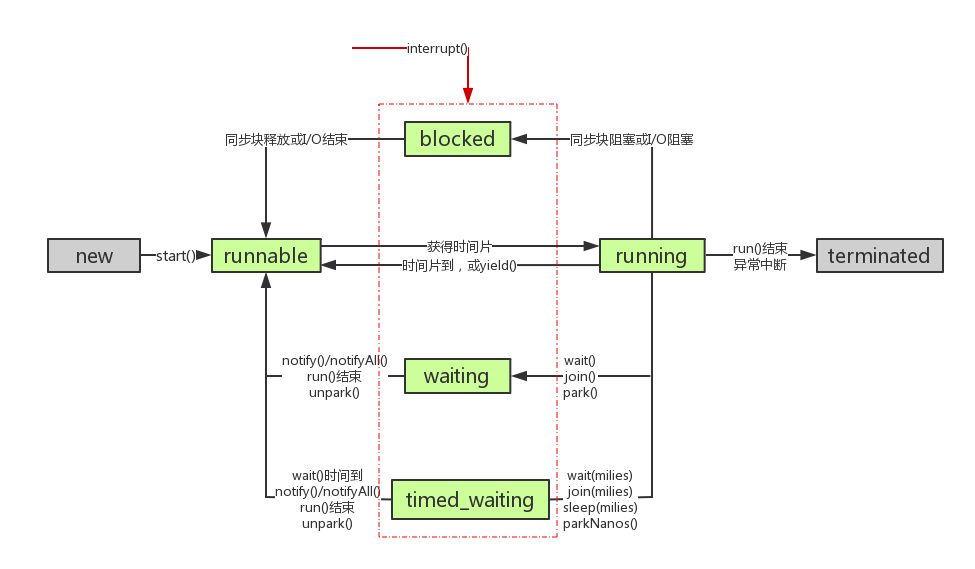 interrupt()
blocked
同步块释放或I/O结束
同步块阻塞或I/O阻塞
new
start()
runnable
获得时间片
时间片到，或yield()
running
run()结束
异常中断
terminated
notify()/notifyAll()
run()结束
unpark()
waiting
wait()
join()
park()
wait()时间到
notify()/notifyAll()
run()结束
unpark()
timed_waiting
wait(milies)
join(milies)
sleep(milies)
parkNanos()